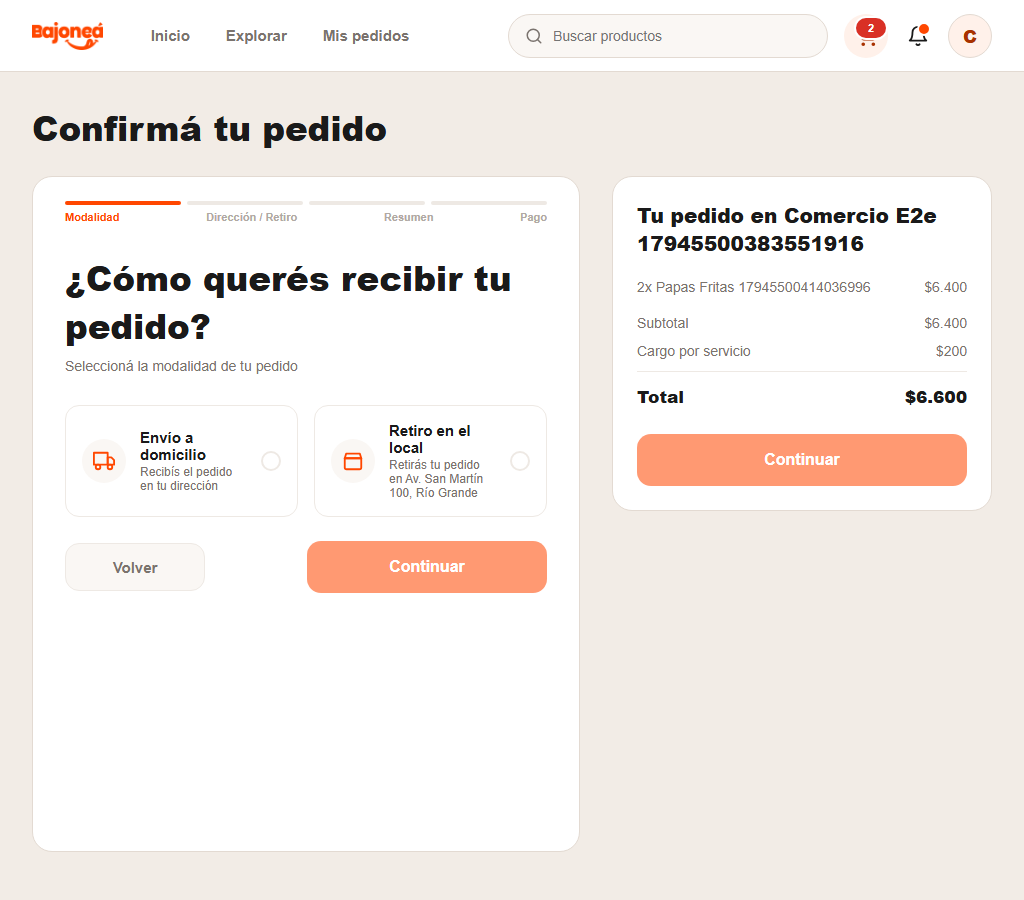 Bajoneá
Inicio
Explorar
Mis pedidos
Buscar productos
2
C
Confirmá tu pedido
Modalidad
Dirección / Retiro
Resumen
Pago
¿Cómo querés recibir tu
pedido?
Seleccioná la modalidad de tu pedido
Envío a
domicilio
Recibís el pedido
en tu dirección
Retiro en el
local
Retirás tu pedido
en Av. San Martín
100, Río Grande
Volver
Continuar
Tu pedido en Comercio E2e
17945500383551916
2x Papas Fritas 17945500414036996 $6.400
Subtotal $6.400
Cargo por servicio $200
Total $6.600
Continuar